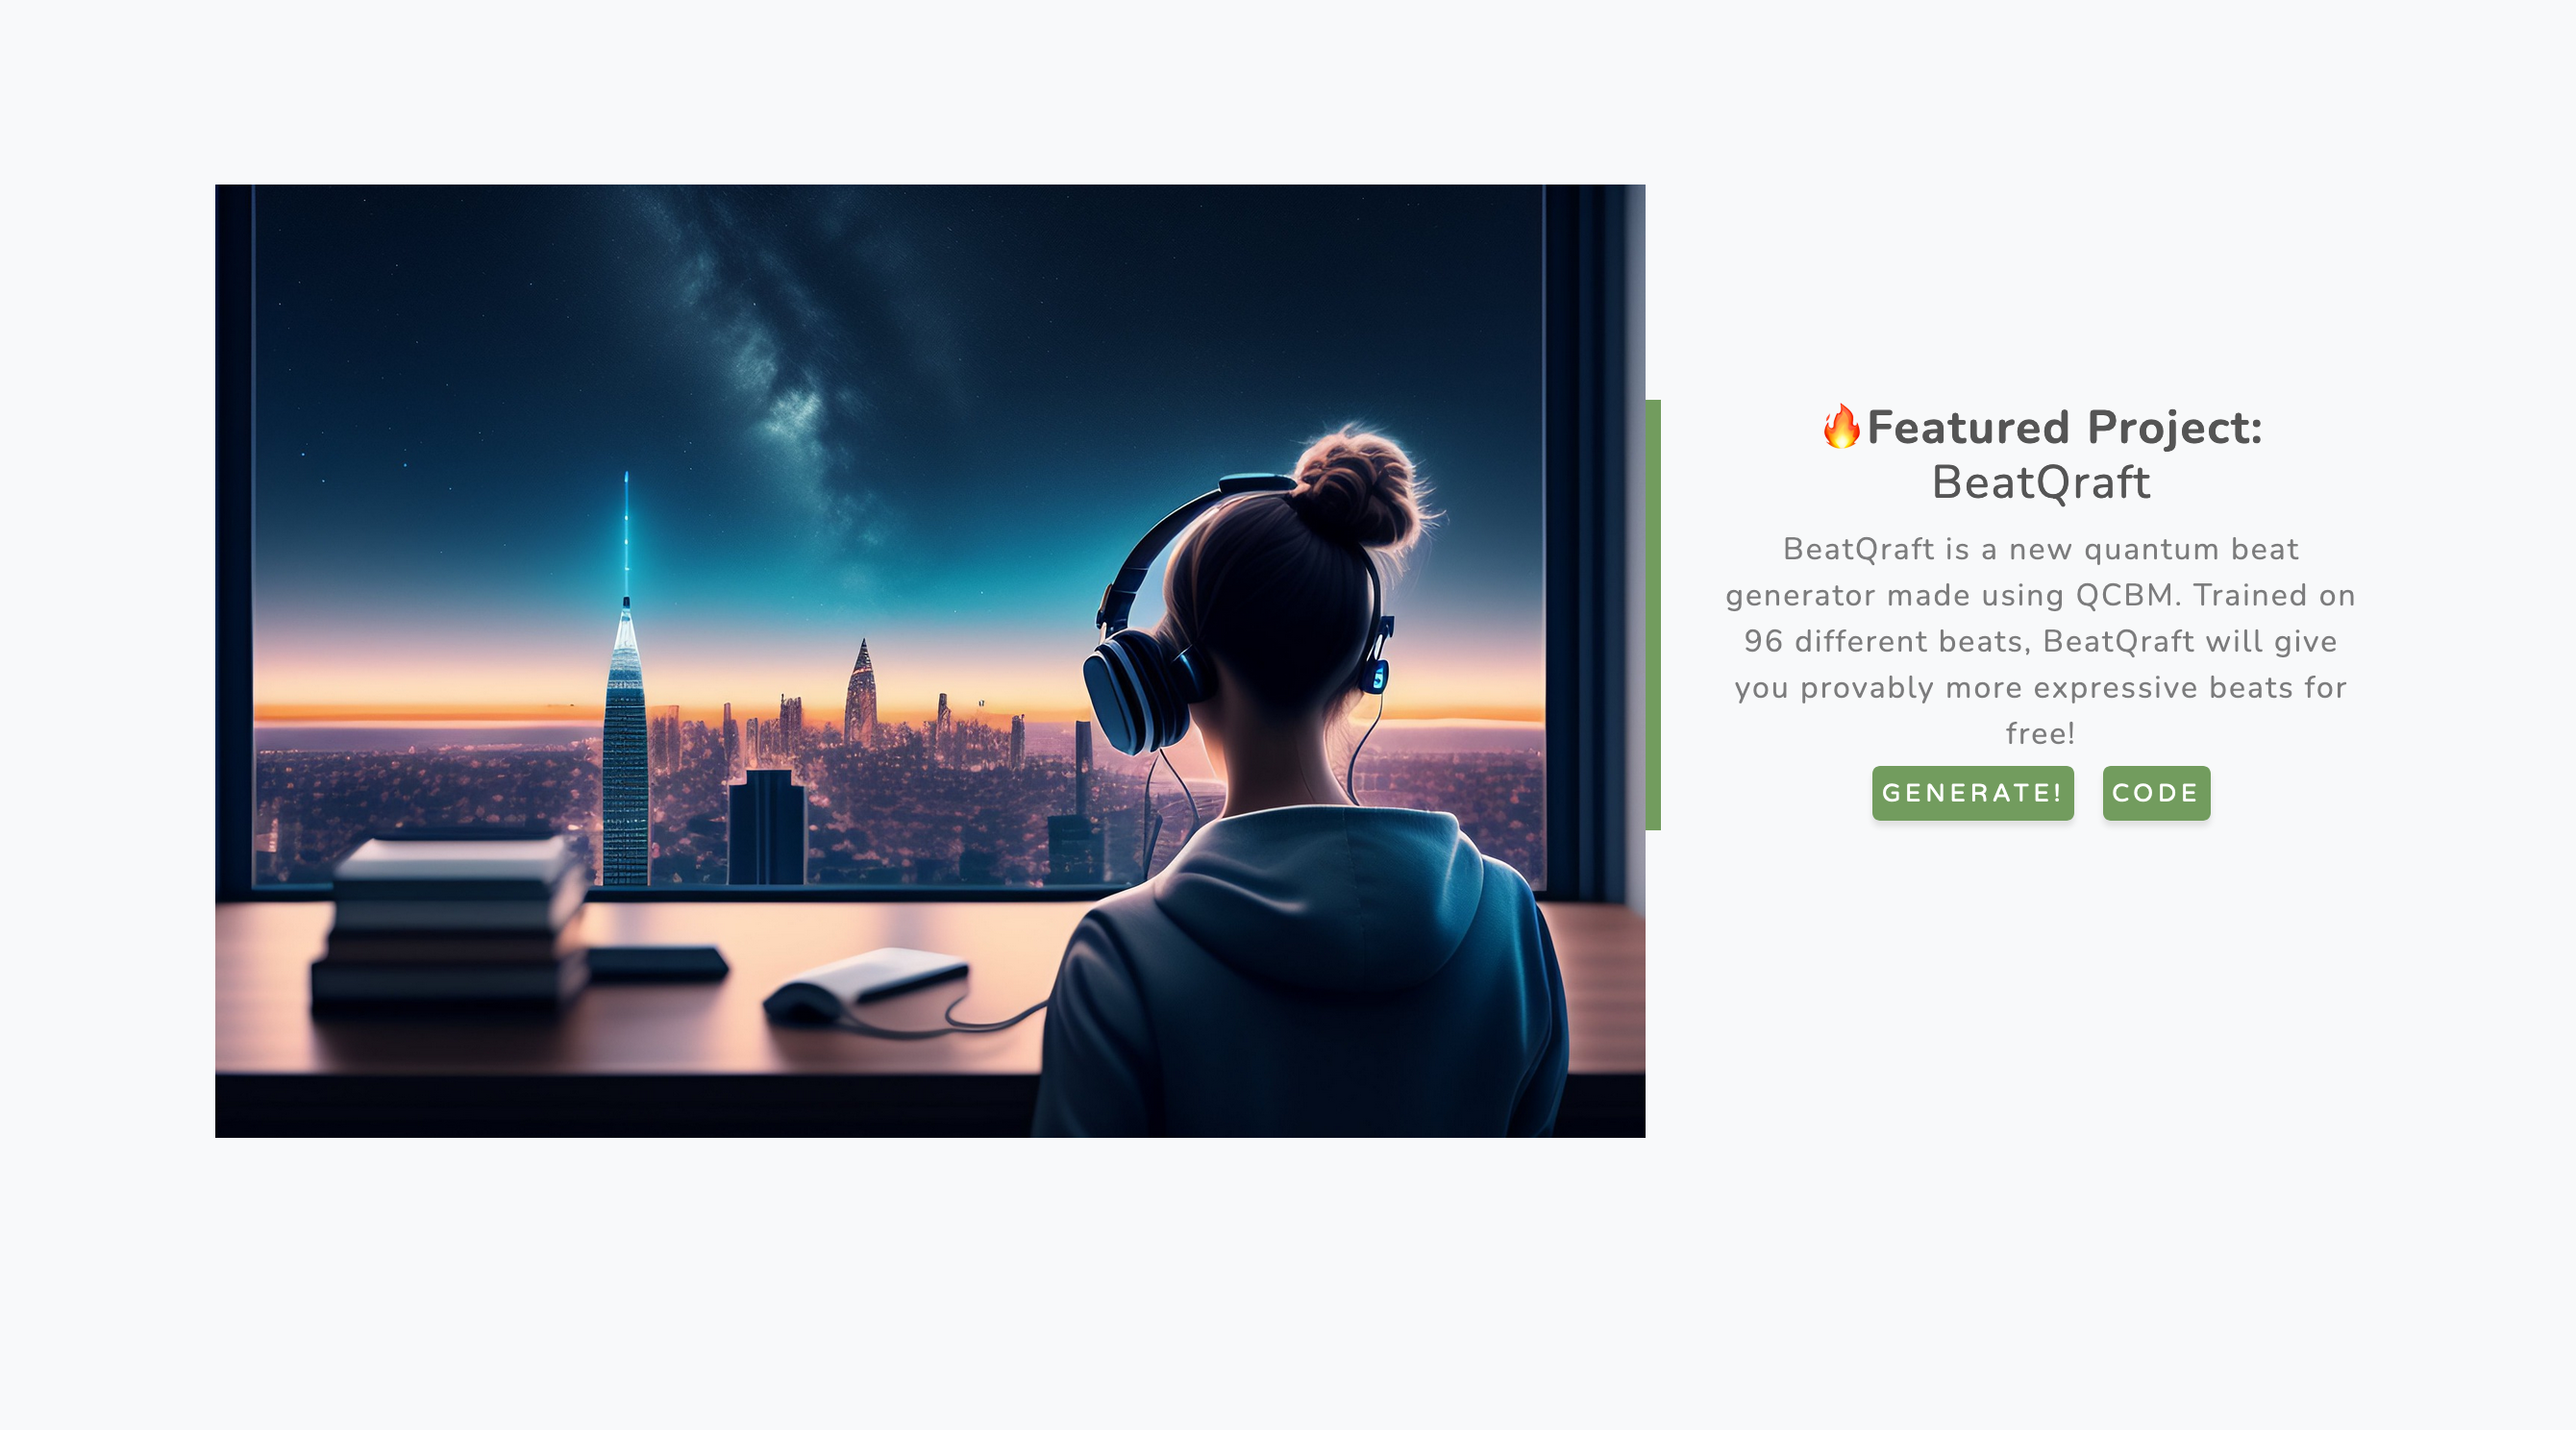 🔥Featured Project:
BeatQraft
BeatQraft is a new quantum beat
generator made using QCBM. Trained on
96 different beats, BeatQraft will give
you provably more expressive beats for
free!
GENERATE! CODE